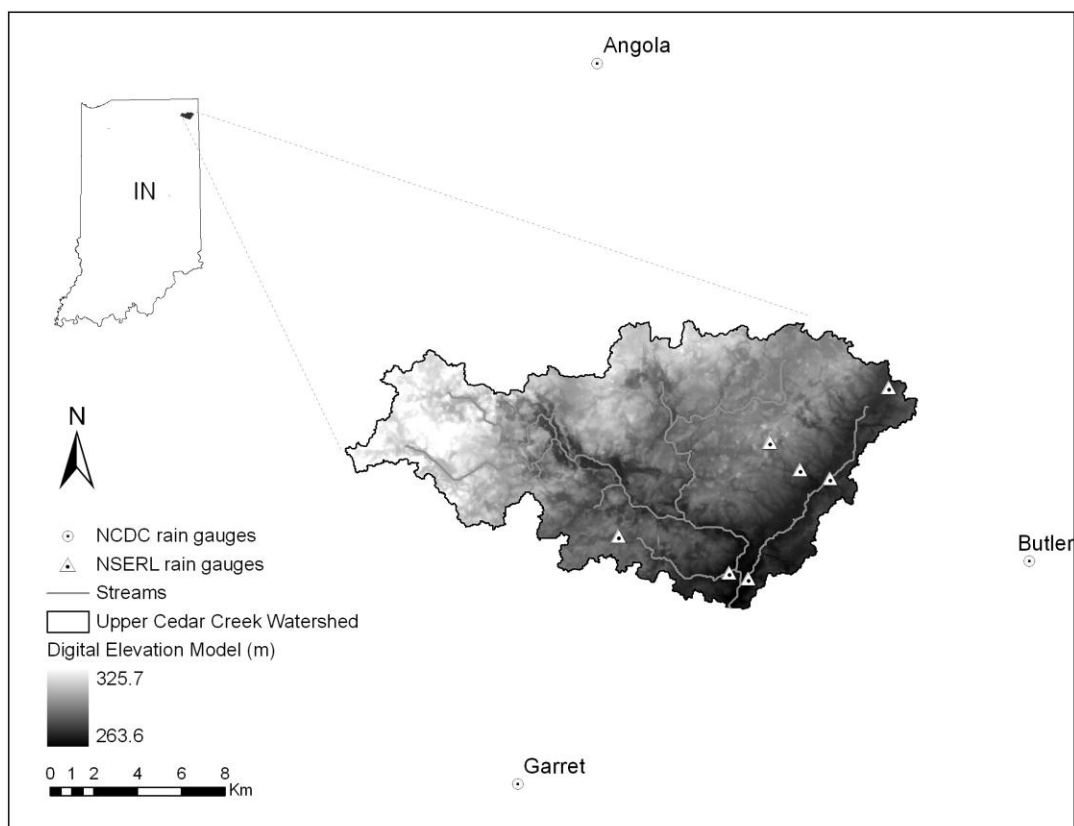 Angola
IN
N
NCDC rain gauges
NSERL rain gauges
Streams
Upper Cedar Creek Watershed
Digital Elevation Model (m)
325.7
263.6
0 1 2 4 6 8
Km
Butler
Garret